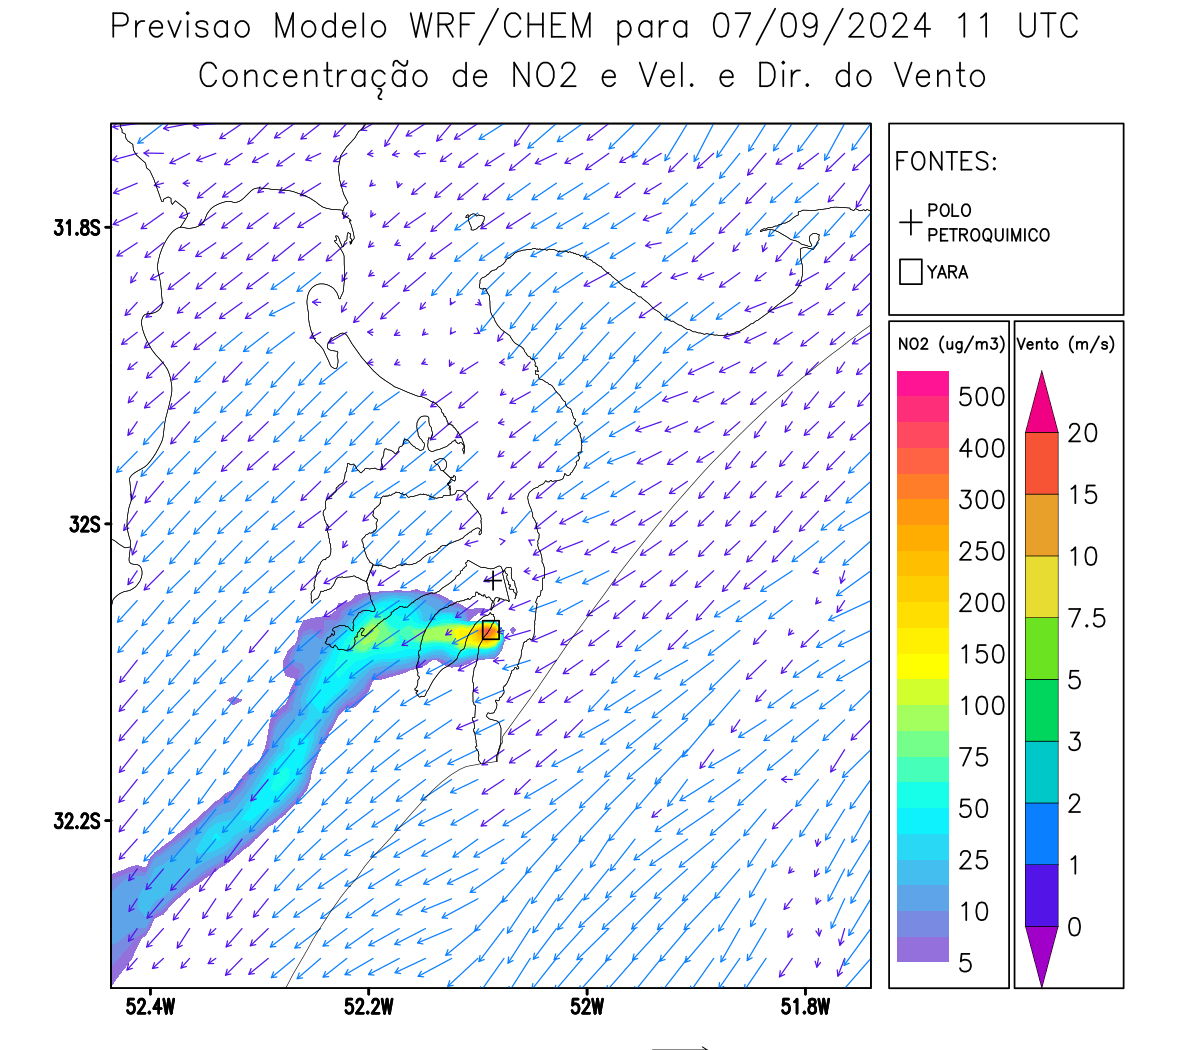 Previsao Modelo WRF/CHEM para 07/09/2024 11 UTC
Concentração de NO2 e Vel. e Dir. do Vento
FONTES:
POLO
PETROQUIMICO
YARA
NO2 (ug/m3)
500
400
300
250
200
150
100
75
50
25
10
5
Vento (m/s)
20
15
10
7.5
5
3
2
1
0
31.8S
32S
32.2S
52.4W
52.2W
52W
51.8W